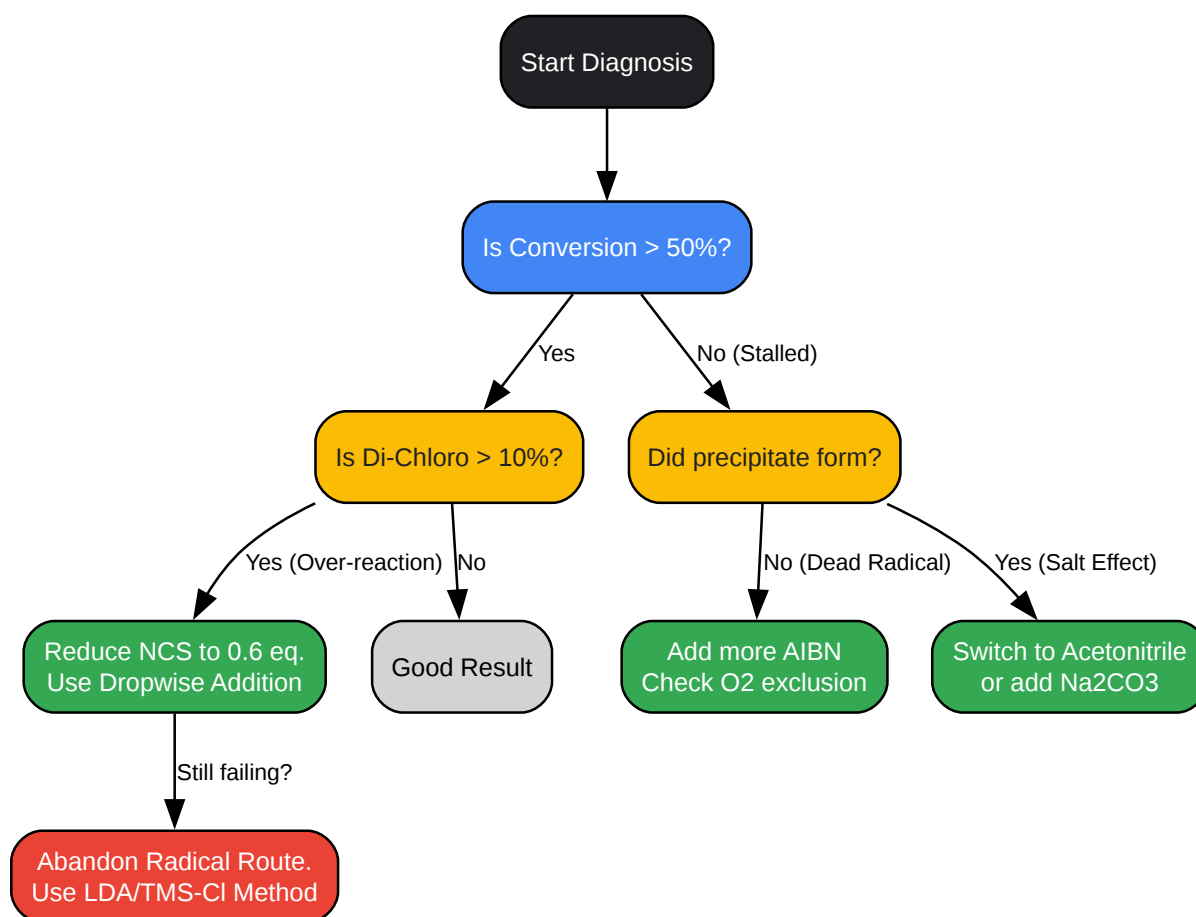 Start Diagnosis
Is Conversion > 50%?
Yes
No (Stalled)
Is Di-Chloro > 10%?
Did precipitate form?
Yes (Over-reaction)
No
No (Dead Radical)
Yes (Salt Effect)
Reduce NCS to 0.6 eq.
Use Dropwise Addition
Good Result
Add more AIBN
Check O2 exclusion
Switch to Acetonitrile
or add Na2CO3
Still failing?
Abandon Radical Route.
Use LDA/TMS-Cl Method